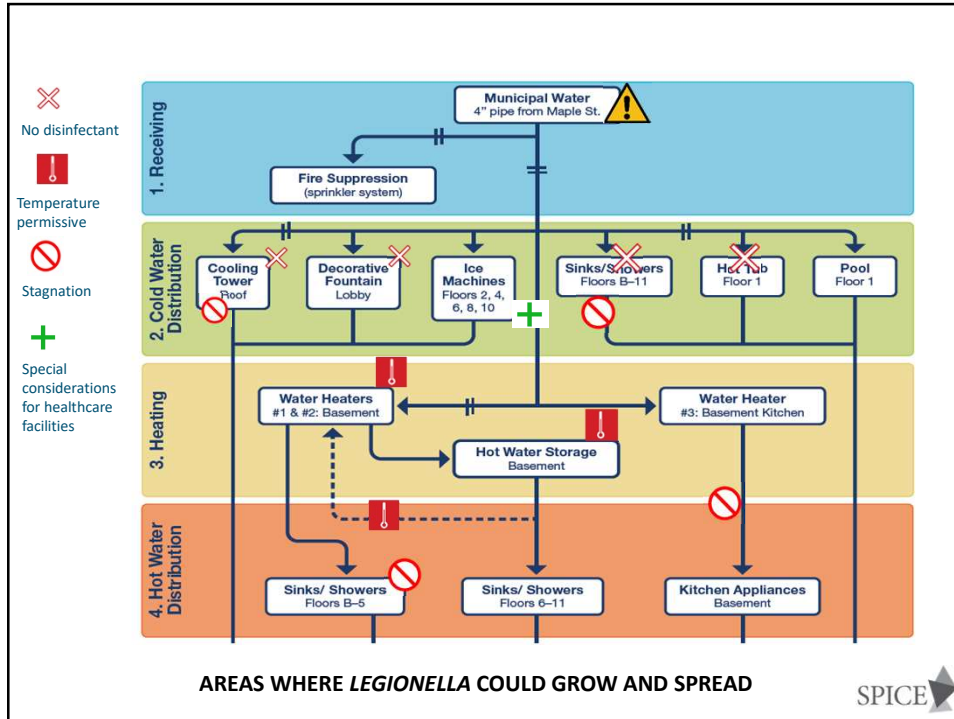 No disinfectant
Temperature
permissive
Stagnation
Special
considerations
for healthcare
facilities
1. Receiving
Municipal Water
4" pipe from Maple St.
Fire Suppression
(sprinkler system)
2. Cold Water
Distribution
Cooling
Tower
Roof
Decorative
Fountain
Lobby
Ice
Machines
Floors 2, 4,
6, 8, 10
Sinks/Showers
Floors B–11
Hot Tub
Floor 1
Pool
Floor 1
3. Heating
Water Heaters
#1 & #2: Basement
Water Heater
#3: Basement Kitchen
Hot Water Storage
Basement
4. Hot Water
Distribution
Sinks/ Showers
Floors B–5
Sinks/ Showers
Floors 6–11
Kitchen Appliances
Basement
AREAS WHERE LEGIONELLA COULD GROW AND SPREAD
SPICE